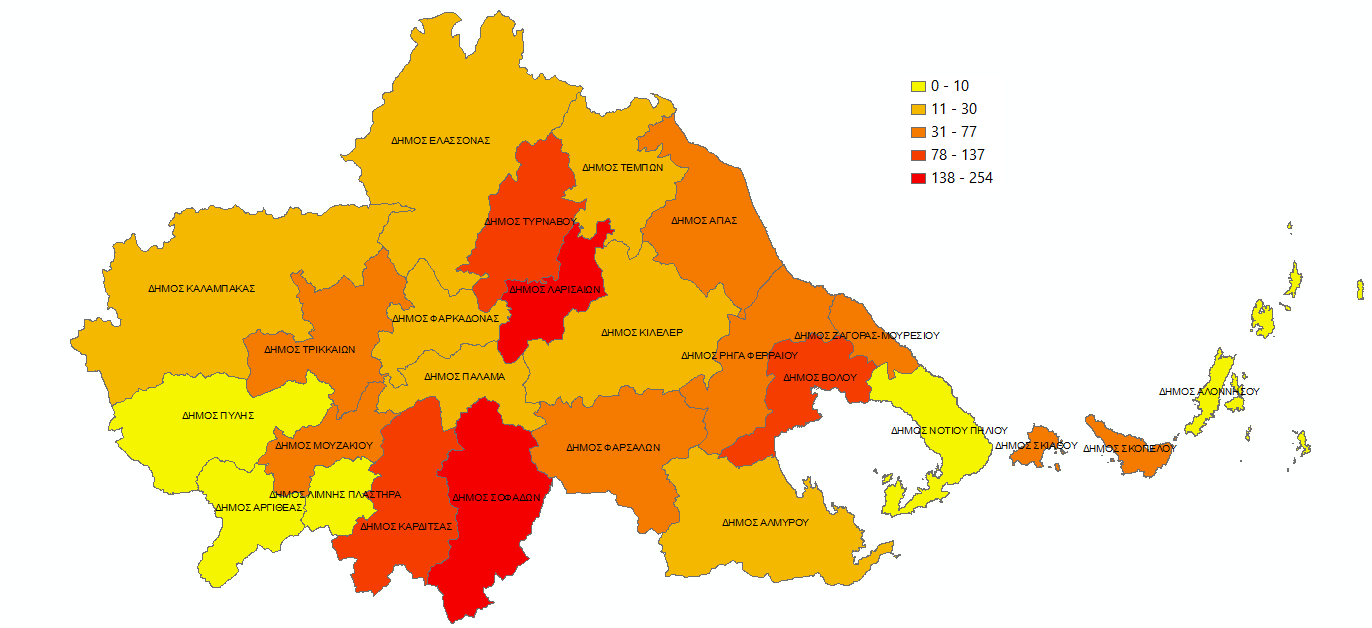 0 - 10
11 - 30
31 - 77
78 - 137
138 - 254
ΔΗΜΟΣ ΕΛΑΣΣΟΝΑΣ
ΔΗΜΟΣ ΤΕΜΠΩΝ
ΔΗΜΟΣ ΤΥΡΝΑΒΟΥ
ΔΗΜΟΣ ΑΓΙΑΣ
ΔΗΜΟΣ ΚΑΛΑΜΠΑΚΑΣ
ΔΗΜΟΣ ΛΑΡΙΣΑΙΩΝ
ΔΗΜΟΣ ΦΑΡΚΑΔΟΝΑΣ
ΔΗΜΟΣ ΚΙΛΕΛΕΡ
ΔΗΜΟΣ ΖΑΓΟΡΑΣ-ΜΟΥΡΕΣΙΟΥ
ΔΗΜΟΣ ΤΡΙΚΚΑΙΩΝ
ΔΗΜΟΣ ΡΗΓΑ ΦΕΡΡΑΙΟΥ
ΔΗΜΟΣ ΠΑΛΑΜΑ
ΔΗΜΟΣ ΒΟΛΟΥ
ΔΗΜΟΣ ΑΛΟΝΝΗΣΟΥ
ΔΗΜΟΣ ΠΥΛΗΣ
ΔΗΜΟΣ ΝΟΤΙΟΥ ΠΗΛΙΟΥ
ΔΗΜΟΣ ΜΟΥΖΑΚΙΟΥ
ΔΗΜΟΣ ΦΑΡΣΑΛΩΝ
ΔΗΜΟΣ ΣΚΙΑΘΟΥ
ΔΗΜΟΣ ΣΚΟΠΕΛΟΥ
ΔΗΜΟΣ ΛΙΜΝΗΣ ΠΛΑΣΤΗΡΑ
ΔΗΜΟΣ ΣΟΦΑΔΩΝ
ΔΗΜΟΣ ΑΡΓΙΘΕΑΣ
ΔΗΜΟΣ ΚΑΡΔΙΤΣΑΣ
ΔΗΜΟΣ ΑΛΜΥΡΟΥ